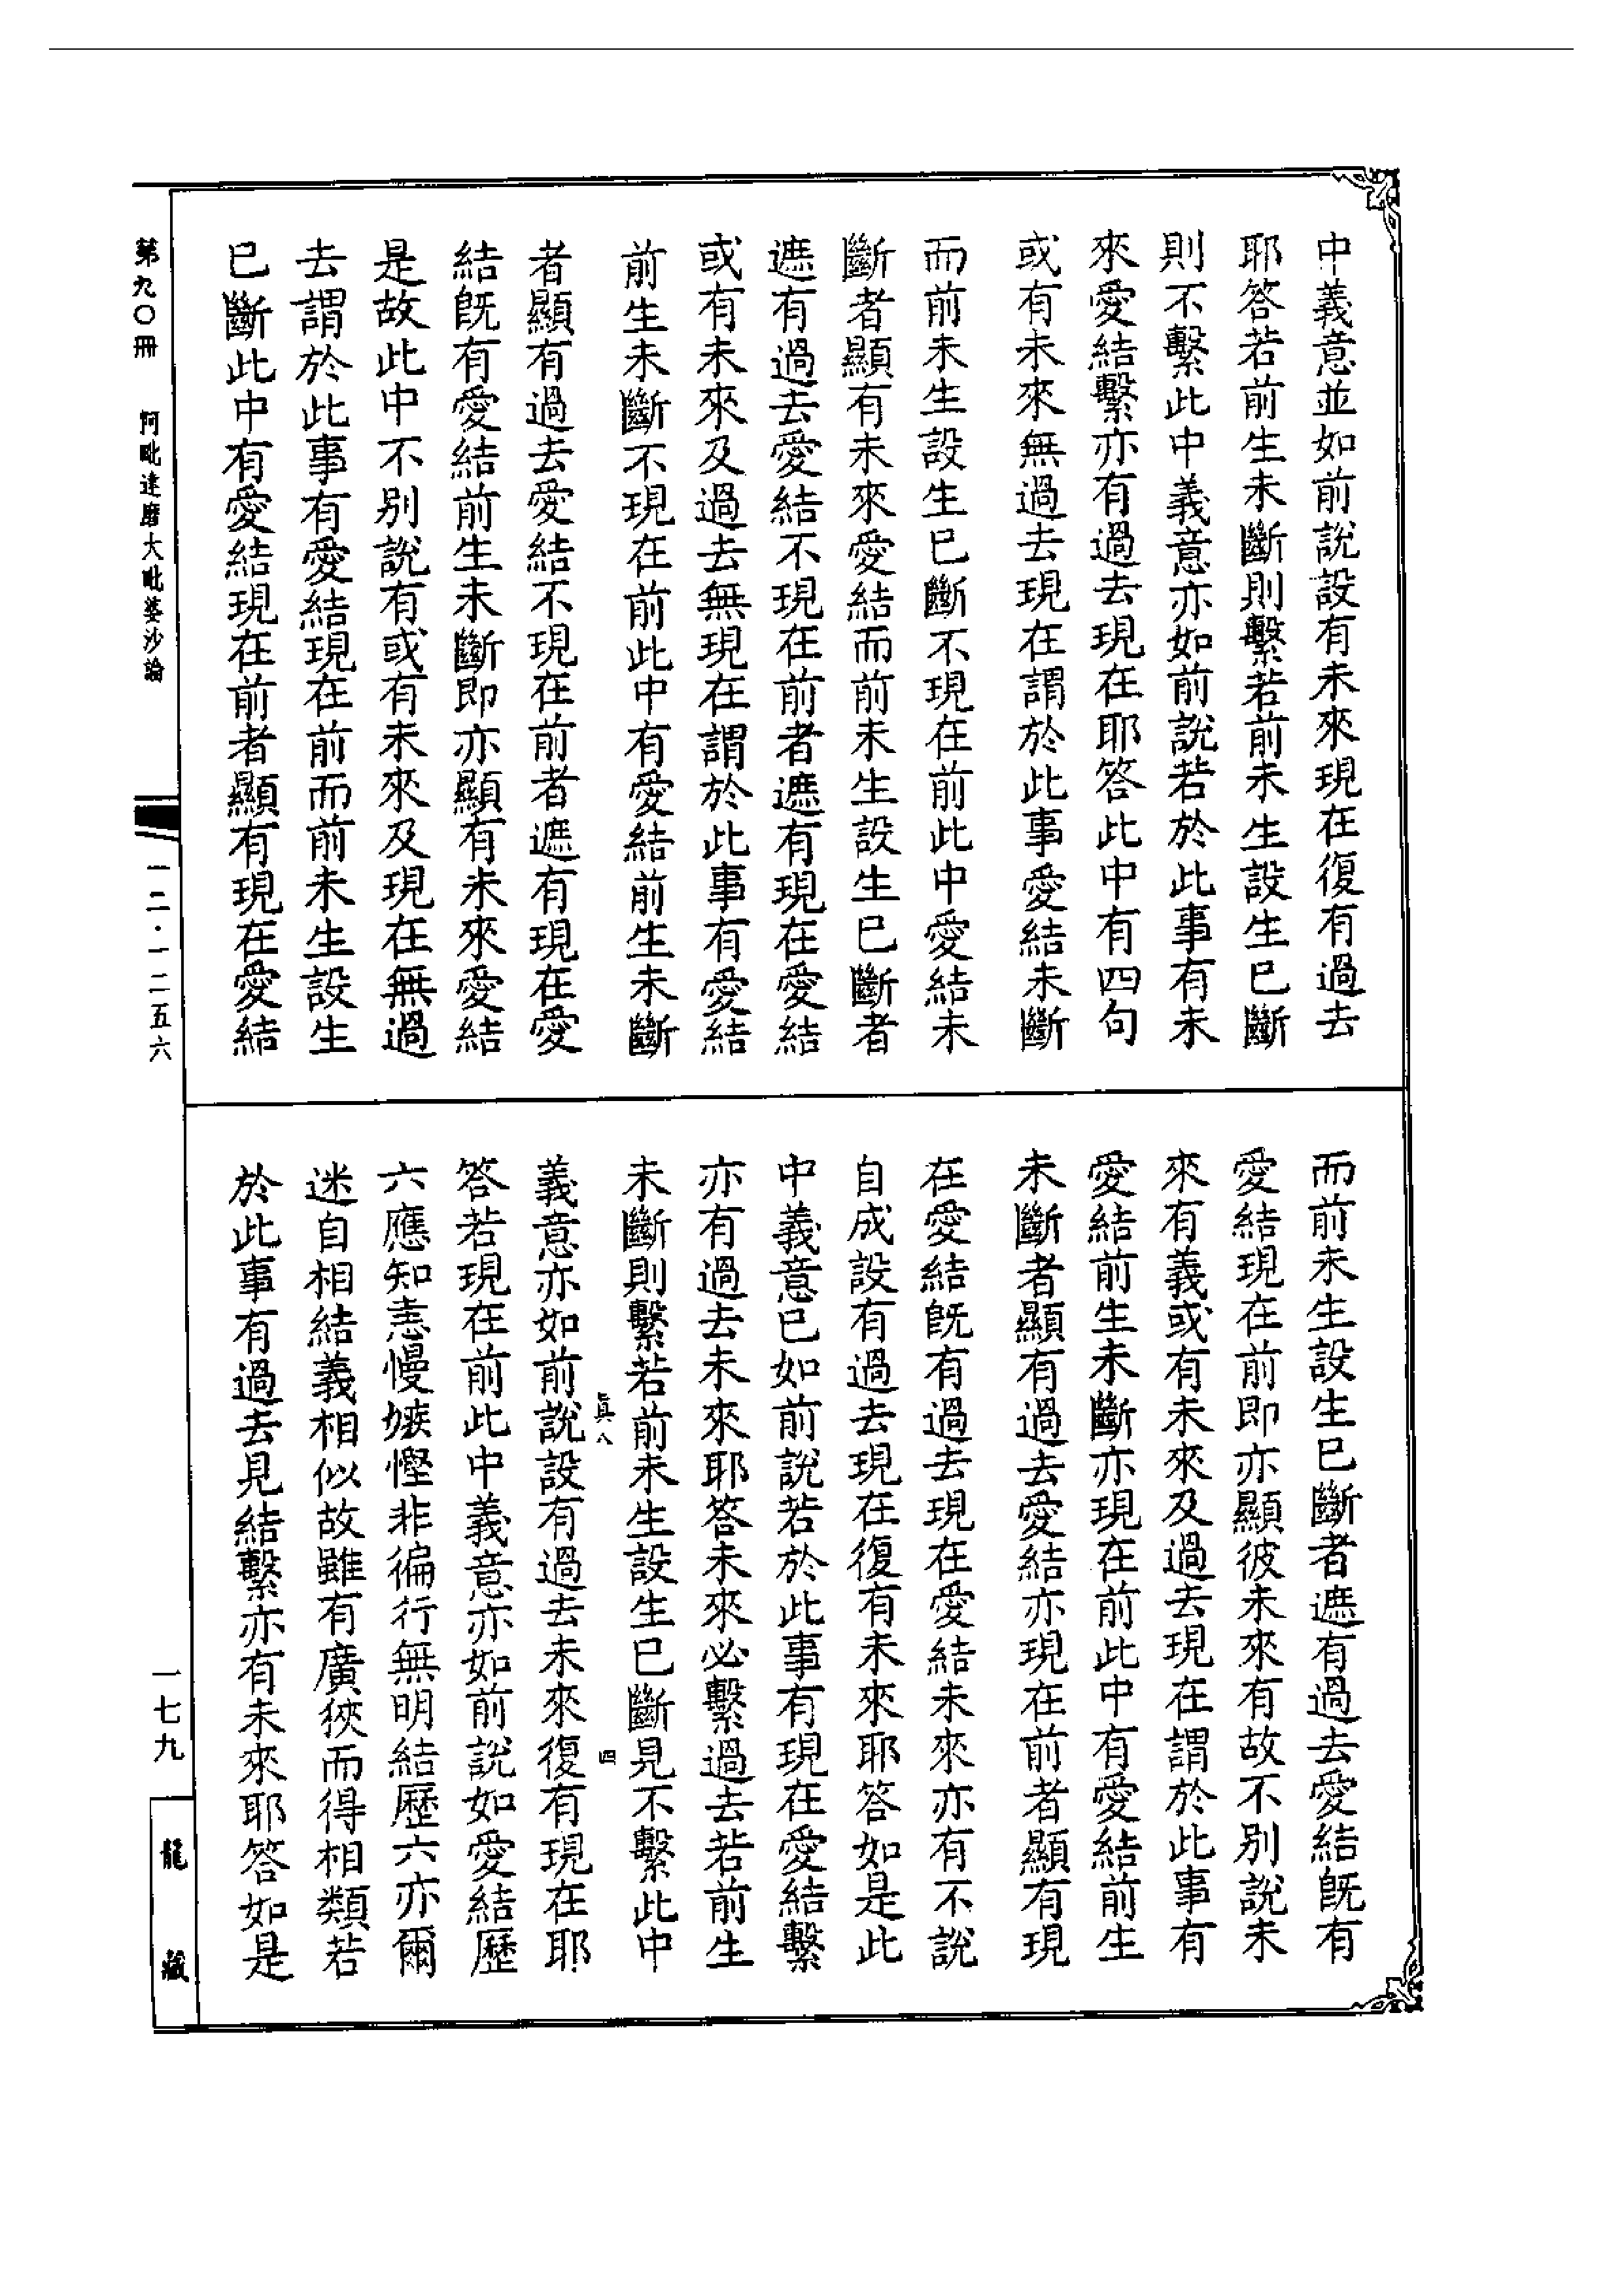 中義意並如前說設有未來現在復有過去
耶答若前生未斷則繫若前未生設生已斷
則不繫此中義意亦如前說若於此事有未
來愛結繫亦有過去現在耶答此中有四句
或有未來無過去現在謂於此事愛結未斷
而前未生設生已斷不現在前此中愛結未
斷者顯有未來愛結而前未生設生已斷者
遮有過去愛結不現在前者遮有現在愛結
或有未來及過去無現在謂於此事有愛結
前生未斷不現在前此中有愛結前生未斷
者顯有過去愛結不現在前者遮有現在愛
結旣有愛結前生未斷即亦顯有未來愛結
是故此中不別說有或有未來及現在無過
去謂於此事有愛結現在前而前未生設生
已斷此中有愛結現在前者顯有現在愛結
而前未生設生已斷者遮有過去愛結旣有
愛結現在前即亦顯彼未來有故不別說未
來有義或有未來及過去現在謂於此事有
愛結前生未斷亦現在前此中有愛結前生
未斷者顯有過去愛結亦現在前者顯有現
在愛結旣有過去現在愛結未來亦有不說
自成設有過去現在復有未來耶答如是此
中義意已如前說若於此事有現在愛結繫
亦有過去未來耶答未來必繫過去若前生
未斷則繫若前未生設生已斷見不繫此中
義意亦如前說設有過去未來復有現在耶
答若現在前此中義意亦如前說如愛結歷
六應知恚慢嫉慳非徧行無明結歷六亦爾
迷自相結義相似故雖有廣狹而得相類若
於此事有過去見結繫亦有未來耶答如是
真八
四
第九〇冊 阿毗達磨大毗婆沙論
一二·一二五六
一七九
龍藏